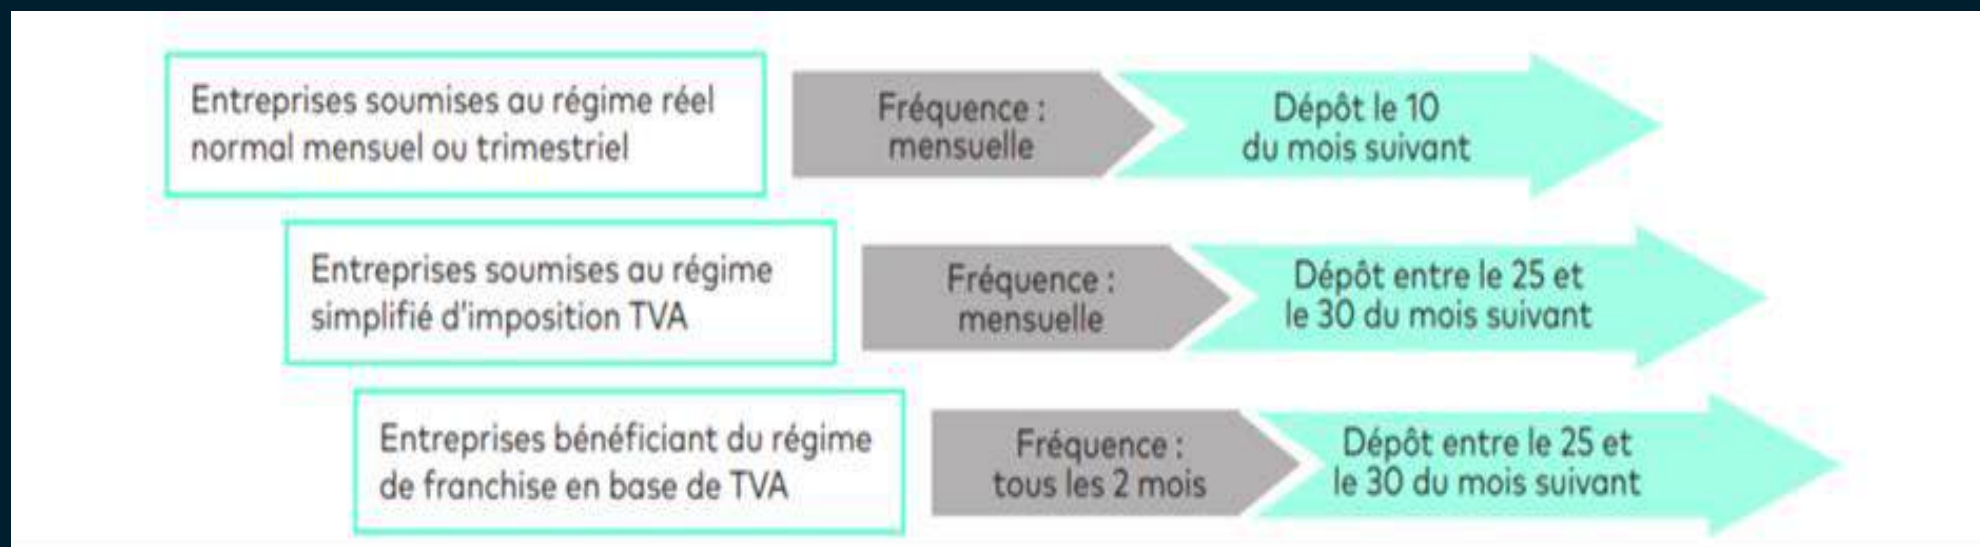 Entreprises soumises au régime réel
normal mensuel ou trimestriel
Fréquence :
mensuelle
Dépôt le 10
du mois suivant
Entreprises soumises au régime
simplifié d'imposition TVA
Fréquence :
mensuelle
Dépôt entre le 25 et
le 30 du mois suivant
Entreprises bénéficiant du régime
de franchise en base de TVA
Fréquence :
tous les 2 mois
Dépôt entre le 25 et
le 30 du mois suivant